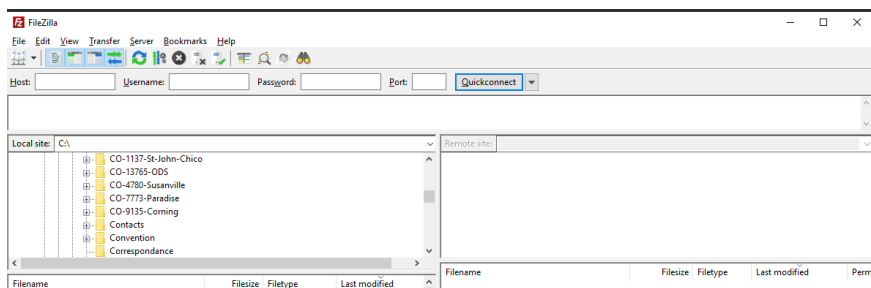 FileZilla
File Edit View Transfer Server Bookmarks Help
Host: Username: Password: Port: Quickconnect
Local site: C:\ Remote site:
CO-1137-St-John-Chico
CO-13765-ODS
CO-4780-Susanville
CO-7773-Paradise
CO-9135-Corning
Contacts
Convention
Correspondance
Filename Filesize Filetype Last modified Filename Filesize Filetype Last modified Perm